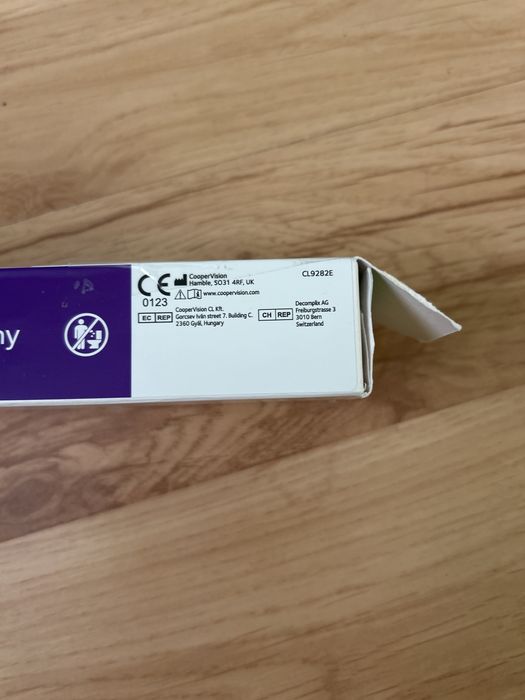 CooperVision
Hamble, SO31 4RF, UK
www.coopervision.com
CE
0123
EC REP
CooperVision CL Kft.
Gorcsev Iván street 7. Building C.
2360 Gyál, Hungary
CH REP
Decomplix AG
Freiburgstrasse 3
3010 Bern
Switzerland
CL9282E
ny